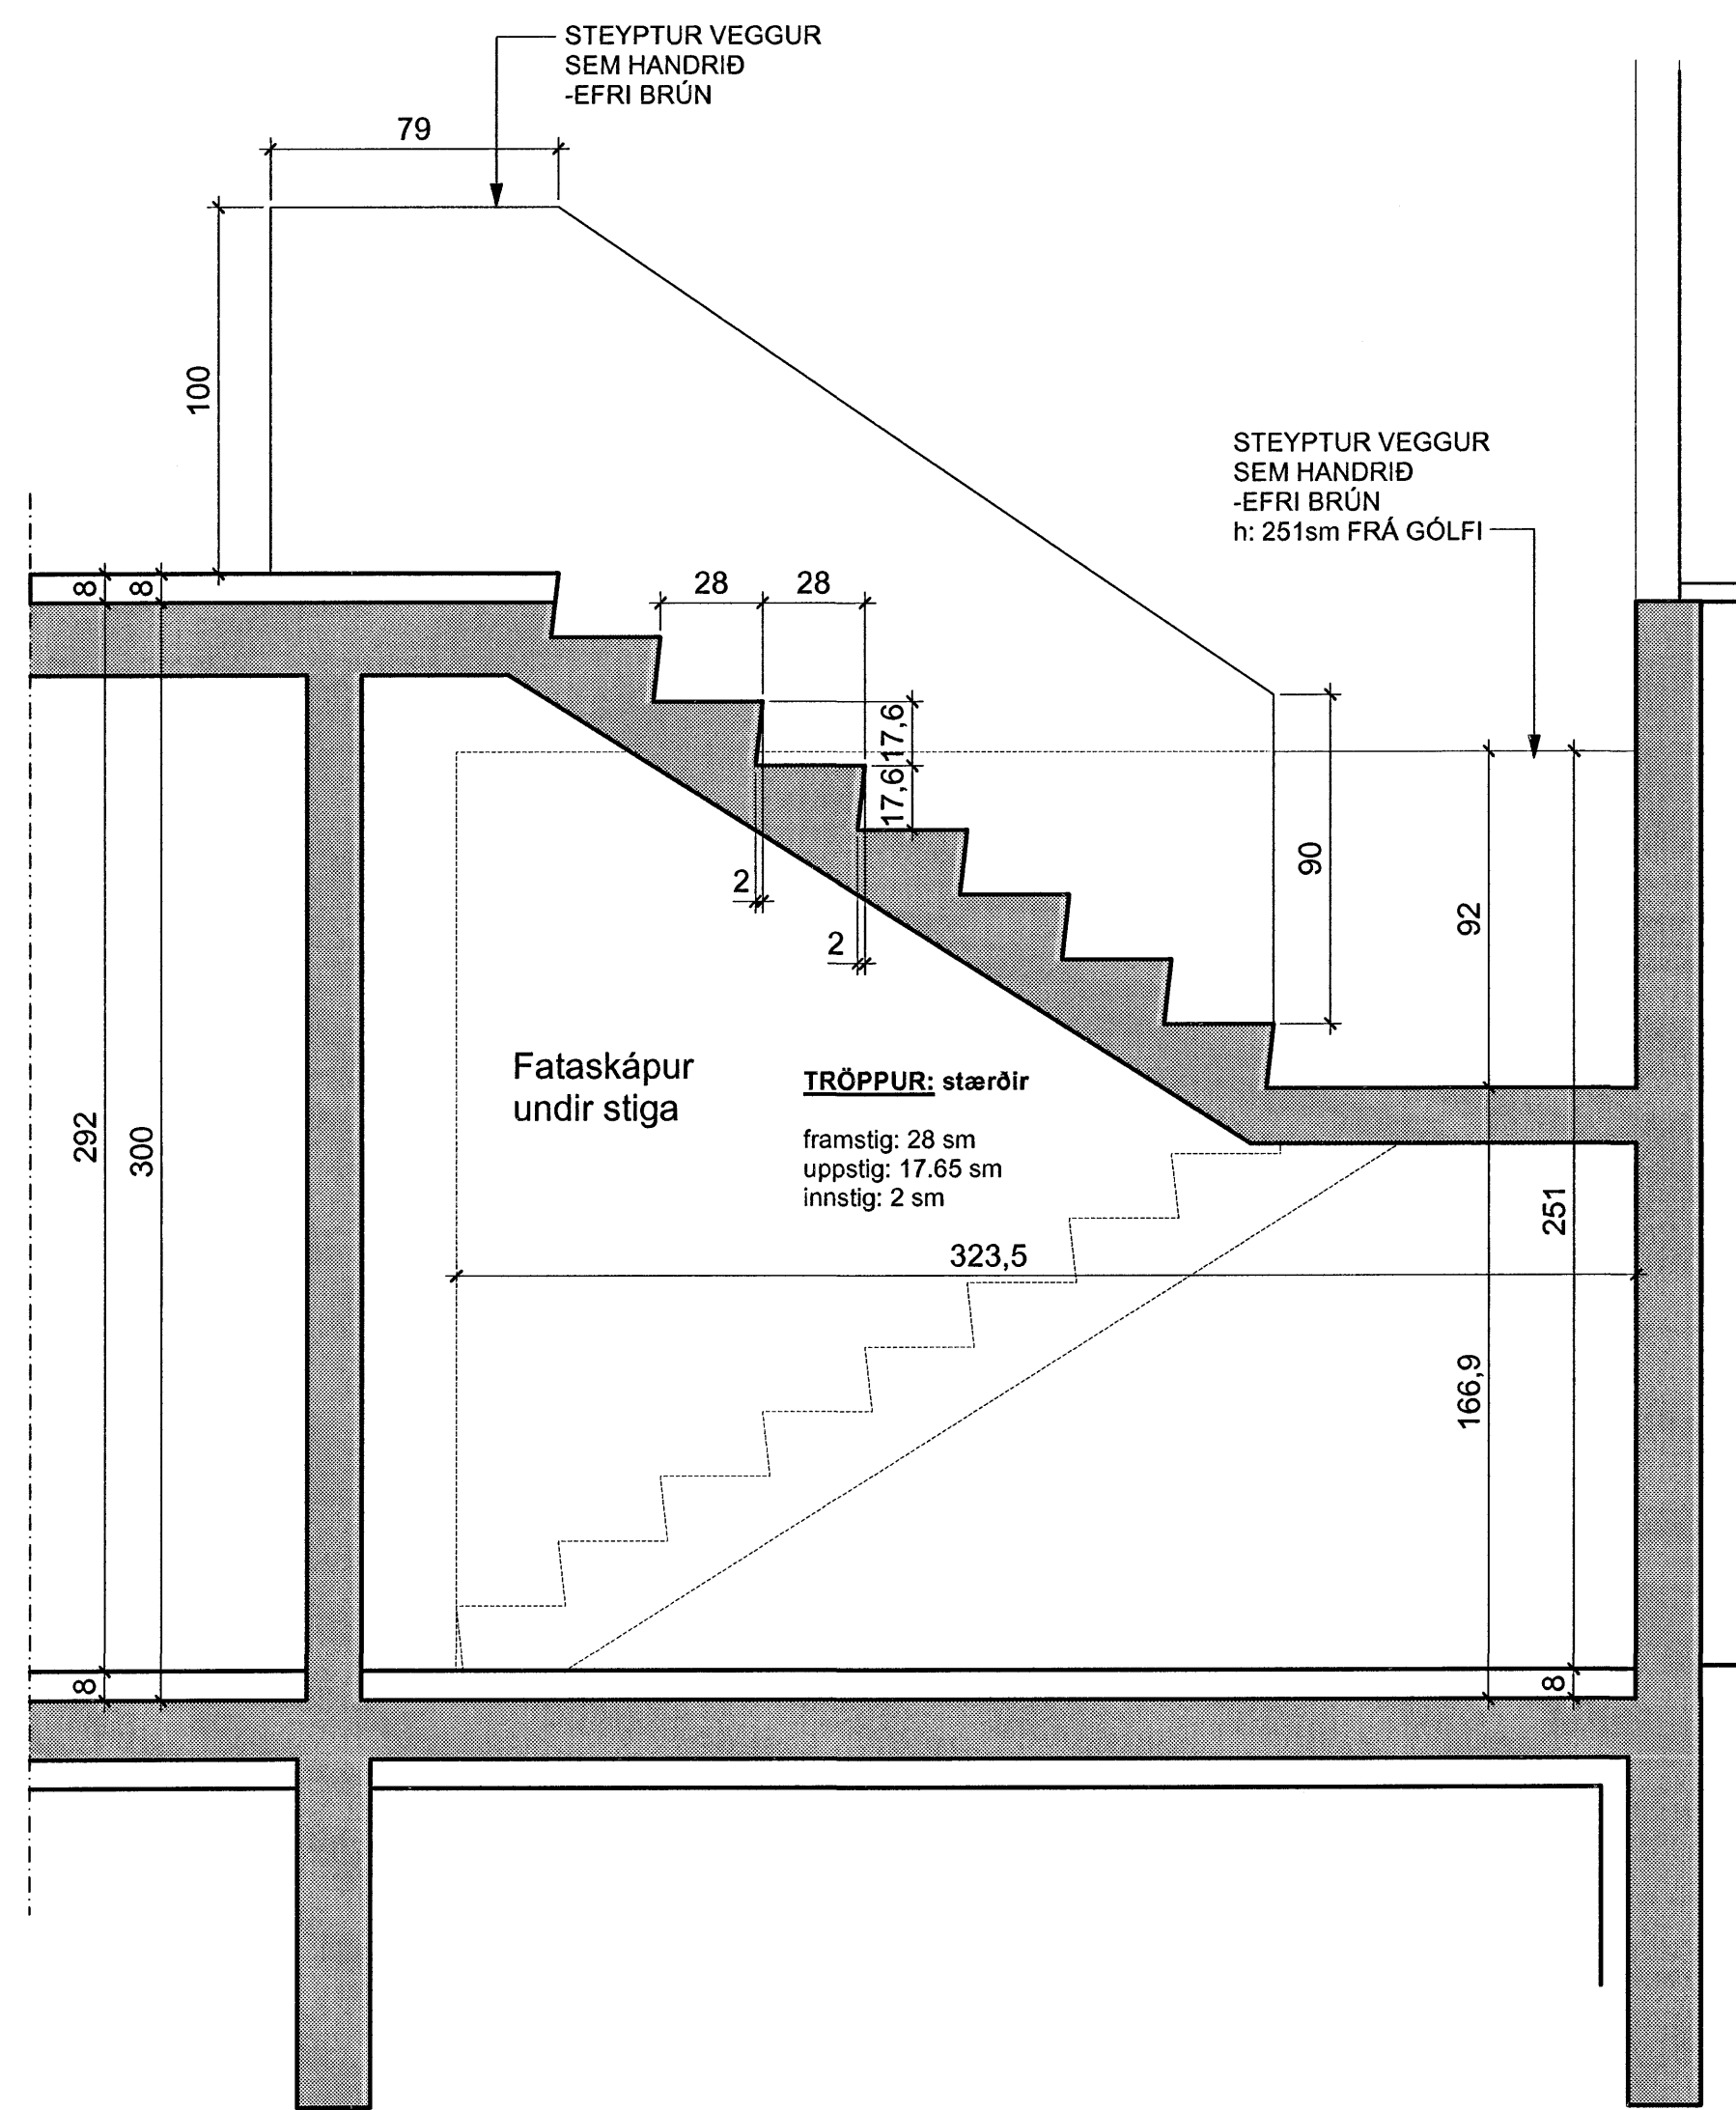 STEYPTUR VEGGUR
SEM HANDRIÐ
-EFRI BRÚN
79
100
STEYPTUR VEGGUR
SEM HANDRIÐ
-EFRI BRÚN
h: 251sm FRÁ GÓLFI
8
8
28
28
17,6
17,6
2
2
90
92
Fataskápur
undir stiga
TRÖPPUR: stærðir
framstig: 28 sm
uppstig: 17.65 sm
innstig: 2 sm
292
300
251
323,5
166,9
8
8